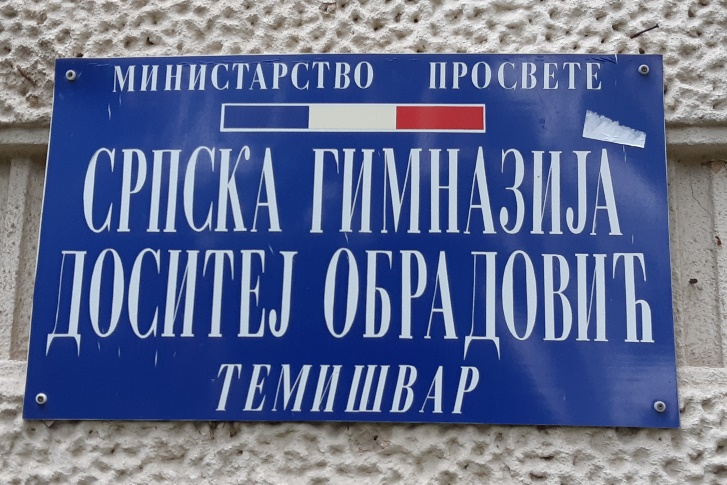 МИНИСТАРСТВО ПРОСВЕТЕ
СРПСКА ГИМНАЗИЈА
ДОСИТЕЈ ОБРАДОВИЋ
ТЕМИШВАР